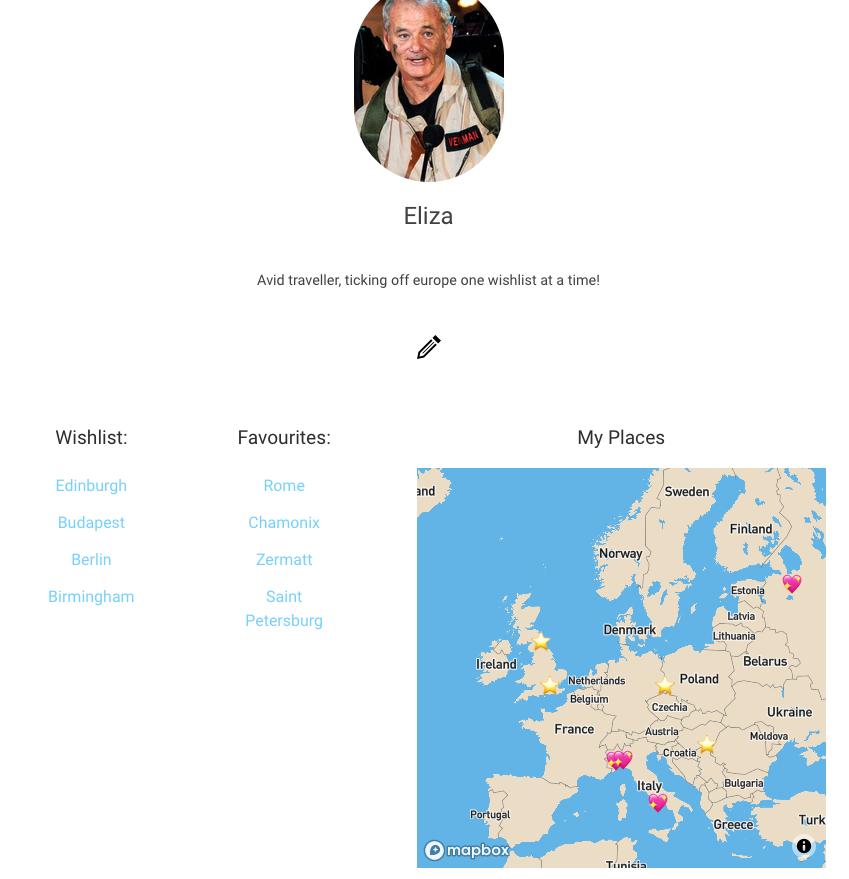 Eliza
Avid traveller, ticking off europe one wishlist at a time!
Wishlist:
Edinburgh
Budapest
Berlin
Birmingham
Favourites:
Rome
Chamonix
Zermatt
Saint
Petersburg
My Places
and
Sweden
Finland
Norway
Estonia
Latvia
Denmark
Lithuania
Ireland
Belarus
Netherlands
Poland
Belgium
Czechia
Ukraine
France
Austria
Moldova
Croatia
Italy
Bulgaria
Portugal
Greece
Turk
mapbox
Tunisia